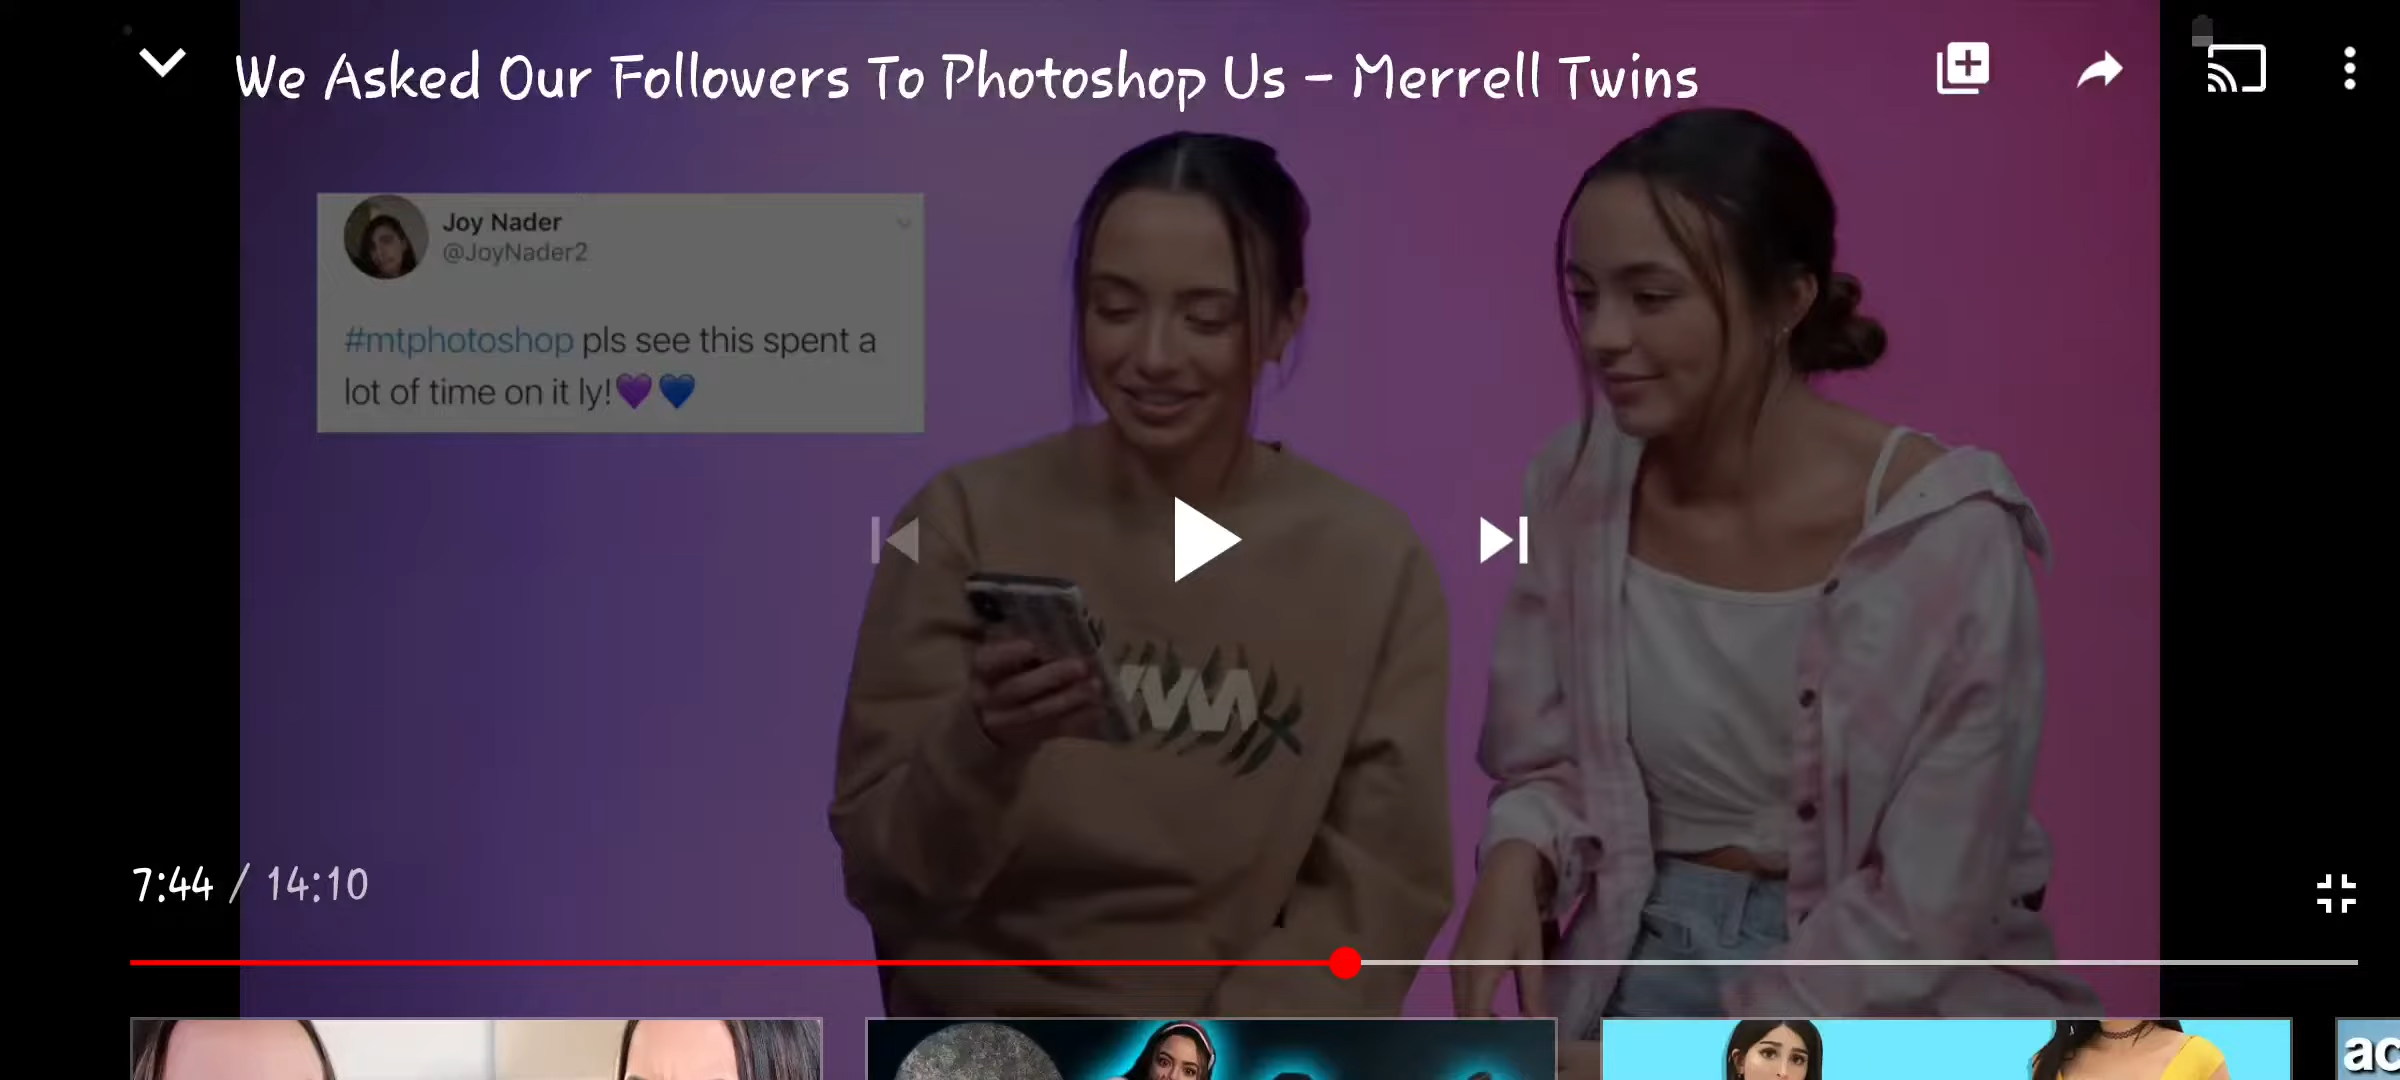 We Asked Our Followers To Photoshop Us – Merrell Twins
Joy Nader
@JoyNader2
#mtphotoshop pls see this spent a
lot of time on it ly!💜💙
7:44 / 14:10